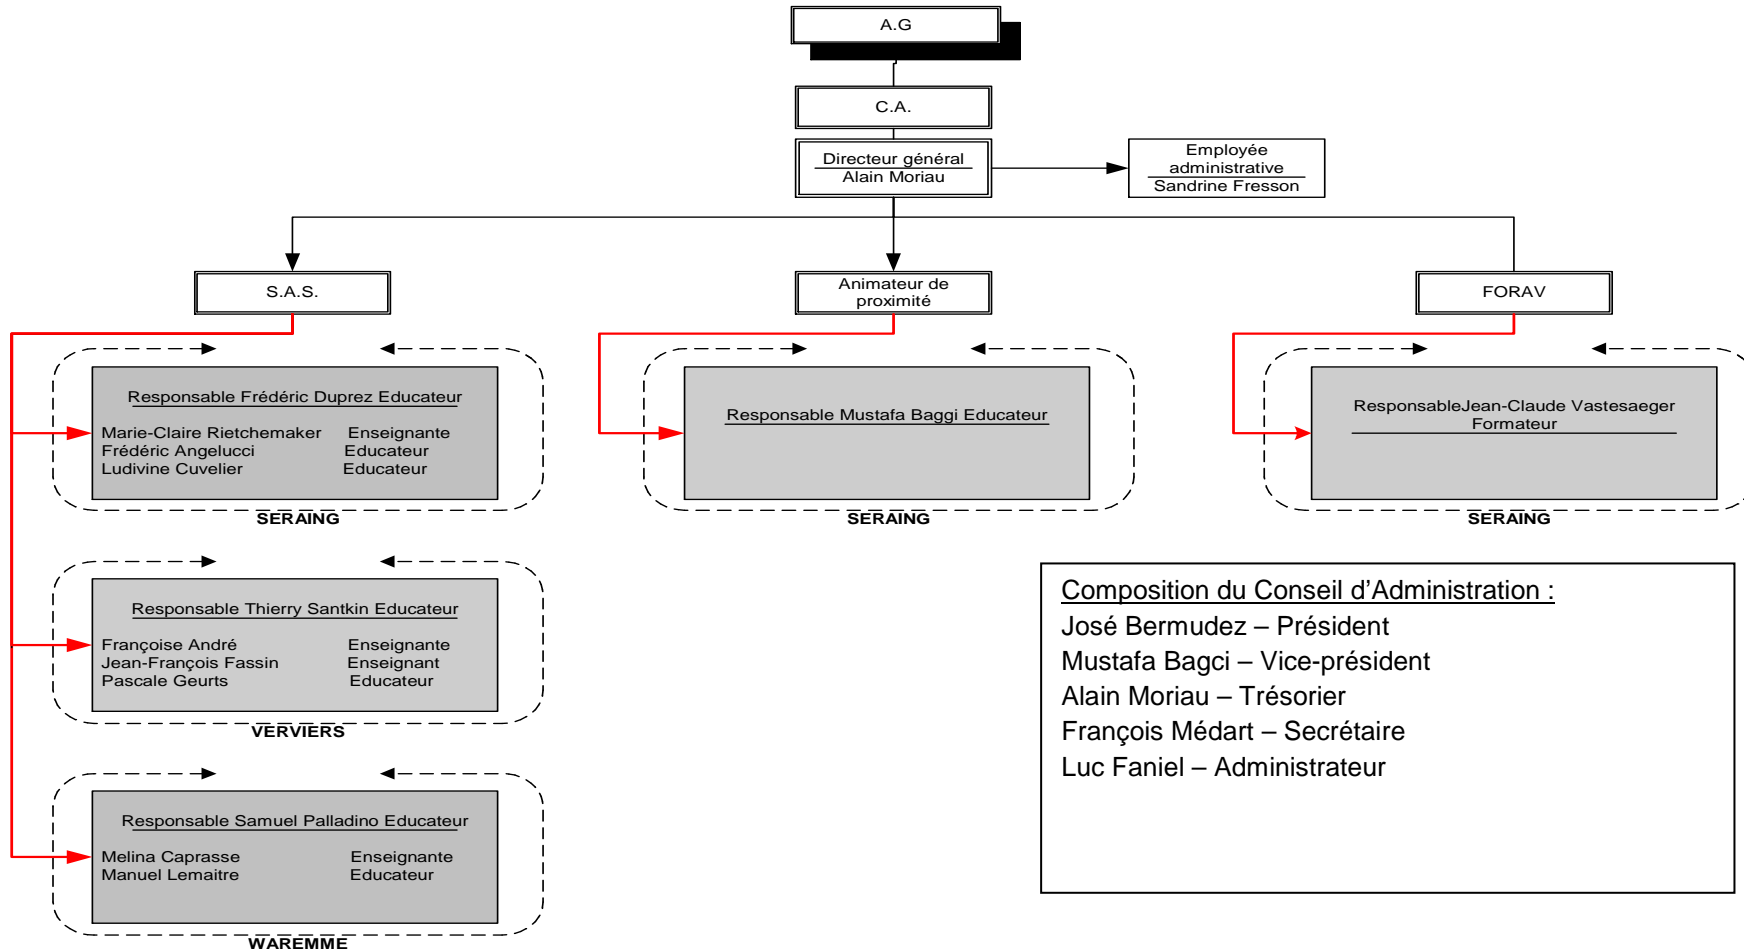 A.G
C.A.
Directeur général
Alain Moriau
Employée
administrative
Sandrine Fresson
S.A.S.
Animateur de
proximité
FORAV
Responsable Frédéric Duprez Educateur
Marie-Claire Rietchemaker Enseignante
Frédéric Angelucci Educateur
Ludivine Cuvelier Educateur
SERAING
Responsable Mustafa Baggi Educateur
SERAING
ResponsableJean-Claude Vastesaeger
Formateur
SERAING
Responsable Thierry Santkin Educateur
Françoise André Enseignante
Jean-François Fassin Enseignant
Pascale Geurts Educateur
VERVIERS
Responsable Samuel Palladino Educateur
Melina Caprasse Enseignante
Manuel Lemaitre Educateur
WAREMME
Composition du Conseil d’Administration :
José Bermudez – Président
Mustafa Bagci – Vice-président
Alain Moriau – Trésorier
François Médart – Secrétaire
Luc Faniel – Administrateur